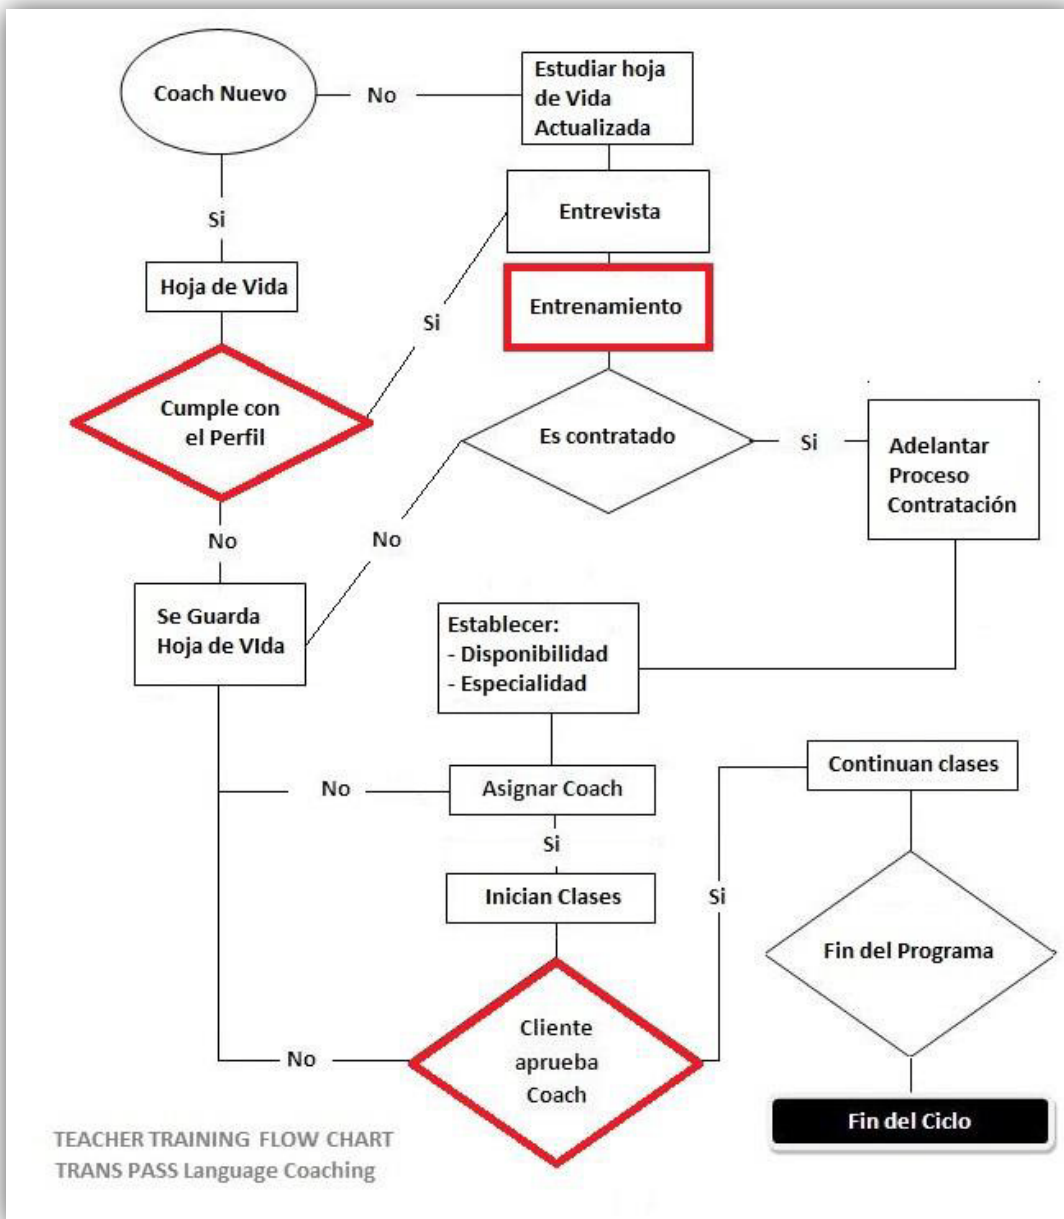 Coach Nuevo
No
Estudiar hoja
de Vida
Actualizada
Si
Entrevista
Hoja de Vida
Entrenamiento
Si
Cumple con
el Perfil
Es contratado
Si
Adelantar
Proceso
Contratación
No
No
Se Guarda
Hoja de VIda
Establecer:
- Disponibilidad
- Especialidad
Continuan clases
No
Asignar Coach
Si
Inician Clases
Si
Fin del Programa
Cliente
aprueba
Coach
No
Fin del Ciclo
TEACHER TRAINING FLOW CHART
TRANS PASS Language Coaching